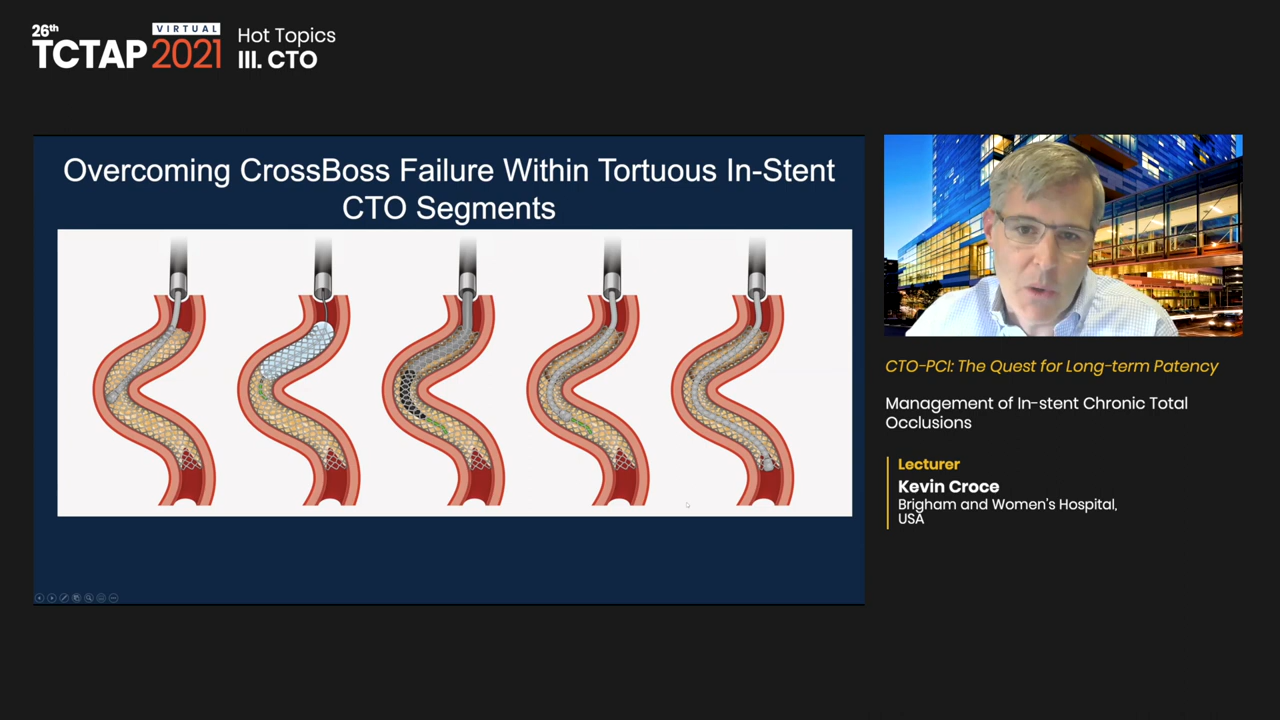 26th
VIRTUAL
TCTAP 2021
Hot Topics
III. CTO
Overcoming CrossBoss Failure Within Tortuous In-Stent
CTO Segments
CTO-PCI: The Quest for Long-term Patency
Management of In-stent Chronic Total
Occlusions
Lecturer
Kevin Croce
Brigham and Women's Hospital,
USA